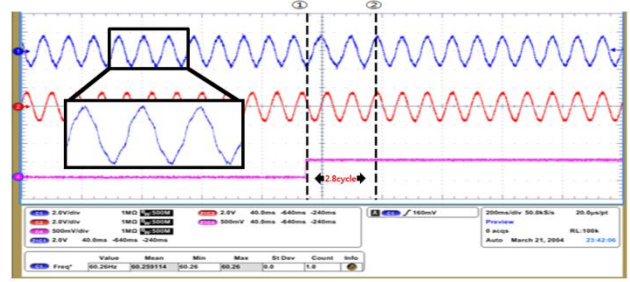 ① ②
1
2
4
2.8cycle
2.0V/div 1MΩ 500M 2.0V 40.0ms -640ms -240ms
2.0V/div 1MΩ 500M 500mV 40.0ms -640ms -240ms
500mV/div 1MΩ 500M
2.0V 40.0ms -640ms -240ms
A 160mV
200ms/div 50.0kS/s 20.0µs/pt
Preview
0 acqs RL:100k
Auto March 21, 2004 23:42:06
Value Mean Min Max St Dev Count Info
Freq* 60.26Hz 60.259114 60.26 60.26 0.0 1.0